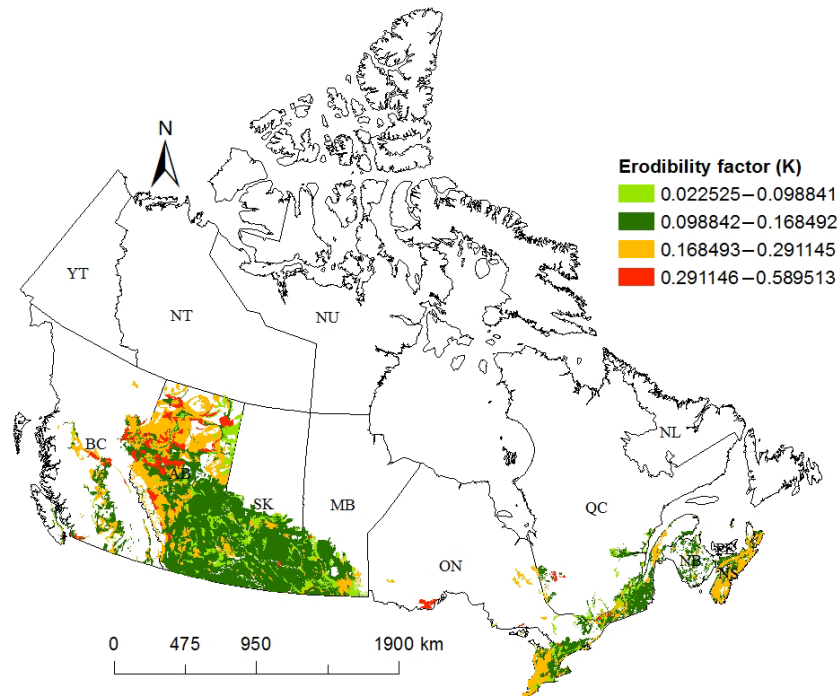 N
Erodibility factor (K)
0.022525–0.098841
0.098842–0.168492
0.168493–0.291145
0.291146–0.589513
YT
NT
NU
BC
AB
SK
MB
ON
QC
NL
NB
PE
NS
0 475 950 1900 km